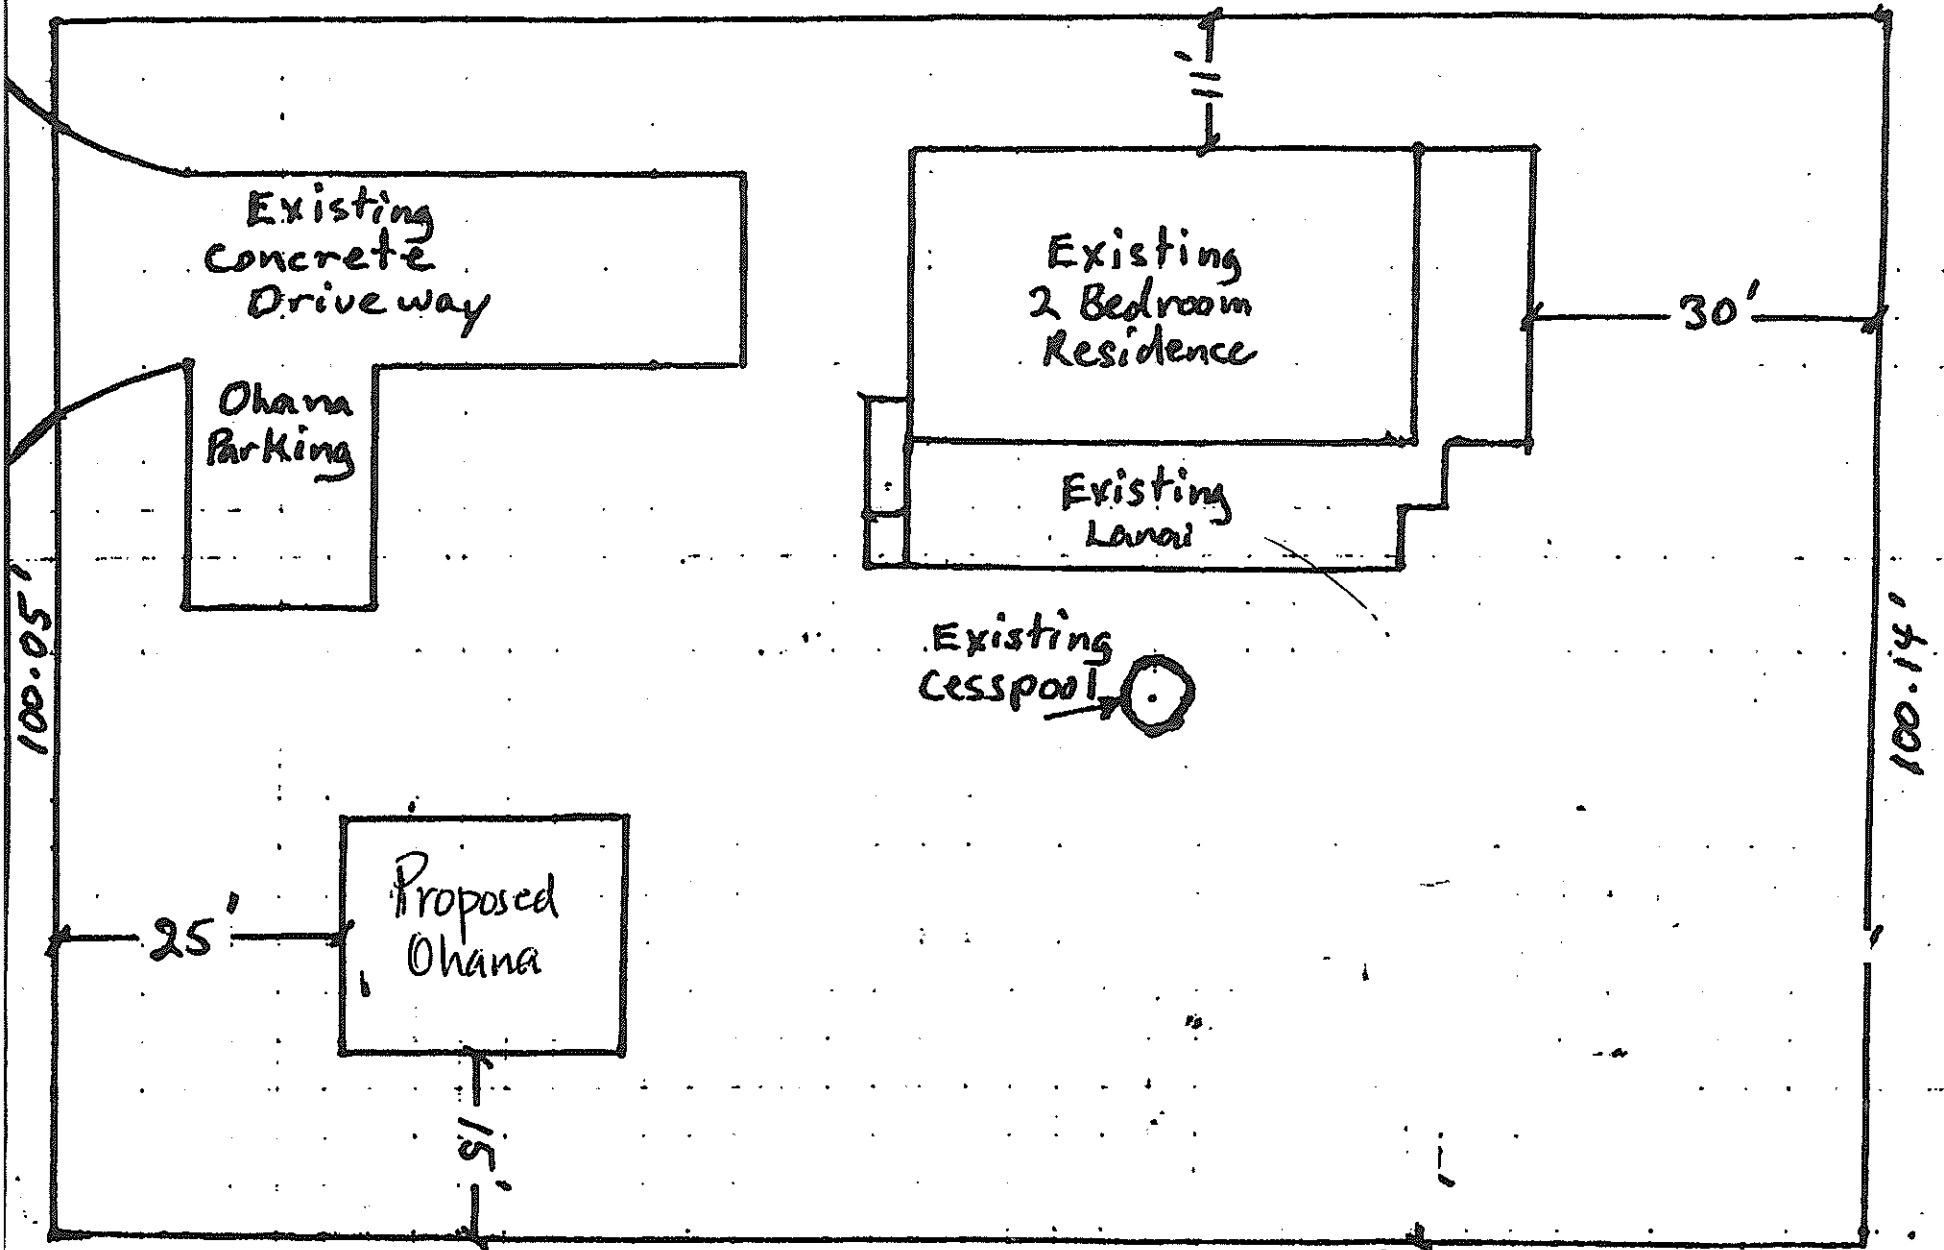 11'
Existing
Concrete
Driveway
Existing
2 Bedroom
Residence
30'
Ohana
Parking
Existing
Lanai
100.05'
Existing
Cesspool
100.14'
Proposed
Ohana
25'
15'